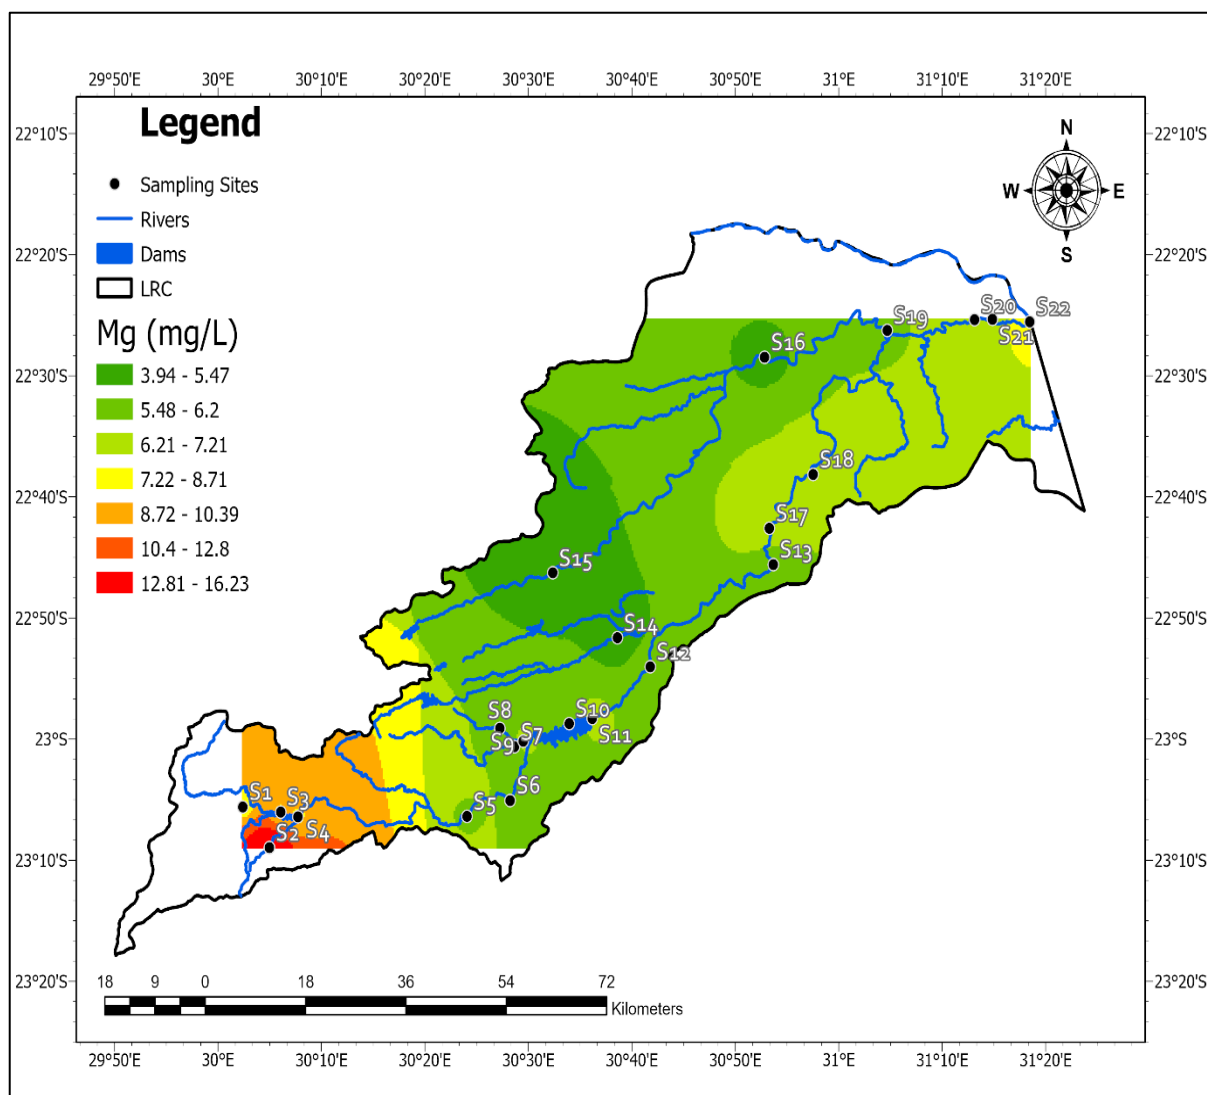 29°50'E 30°E 30°10'E 30°20'E 30°30'E 30°40'E 30°50'E 31°E 31°10'E 31°20'E
Legend
22°10'S 22°10'S
N
W E
S
Sampling Sites
Rivers
Dams
LRC
22°20'S 22°20'S
Mg (mg/L)
3.94 - 5.47
5.48 - 6.2
6.21 - 7.21
7.22 - 8.71
8.72 - 10.39
10.4 - 12.8
12.81 - 16.23
S20 S22
S19
S21
S16
22°30'S 22°30'S
S18
22°40'S 22°40'S
S17
S13
S15
22°50'S 22°50'S
S14
S12
S8 S10
23°S 23°S
S9 S7 S11
S6
S1 S3 S5
S2 S4
23°10'S 23°10'S
23°20'S 23°20'S
18 9 0 18 36 54 72
Kilometers
29°50'E 30°E 30°10'E 30°20'E 30°30'E 30°40'E 30°50'E 31°E 31°10'E 31°20'E